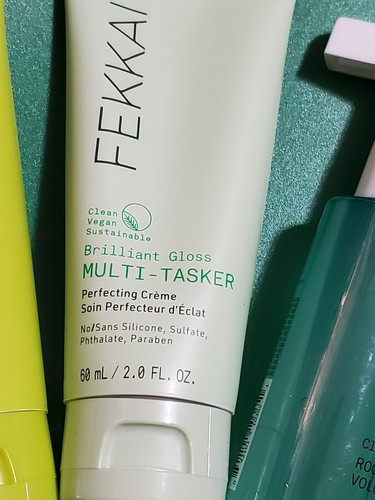 FEKKAI
Clean
Vegan
Sustainable
Brilliant Gloss
MULTI-TASKER
Perfecting Crème
Soin Perfecteur d'Éclat
No/Sans Silicone, Sulfate,
Phthalate, Paraben
60 mL / 2.0 FL. OZ.